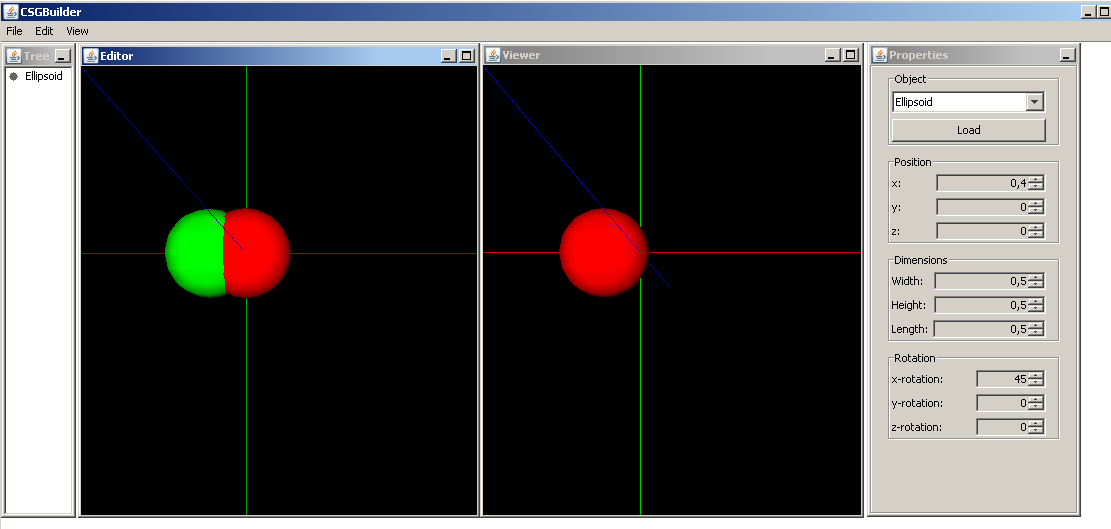 CSGBuilder
File Edit View
Tree
Ellipsoid
Editor
Viewer
Properties
Object
Ellipsoid
Load
Position
x: 0,4
y: 0
z: 0
Dimensions
Width: 0,5
Height: 0,5
Length: 0,5
Rotation
x-rotation: 45
y-rotation: 0
z-rotation: 0